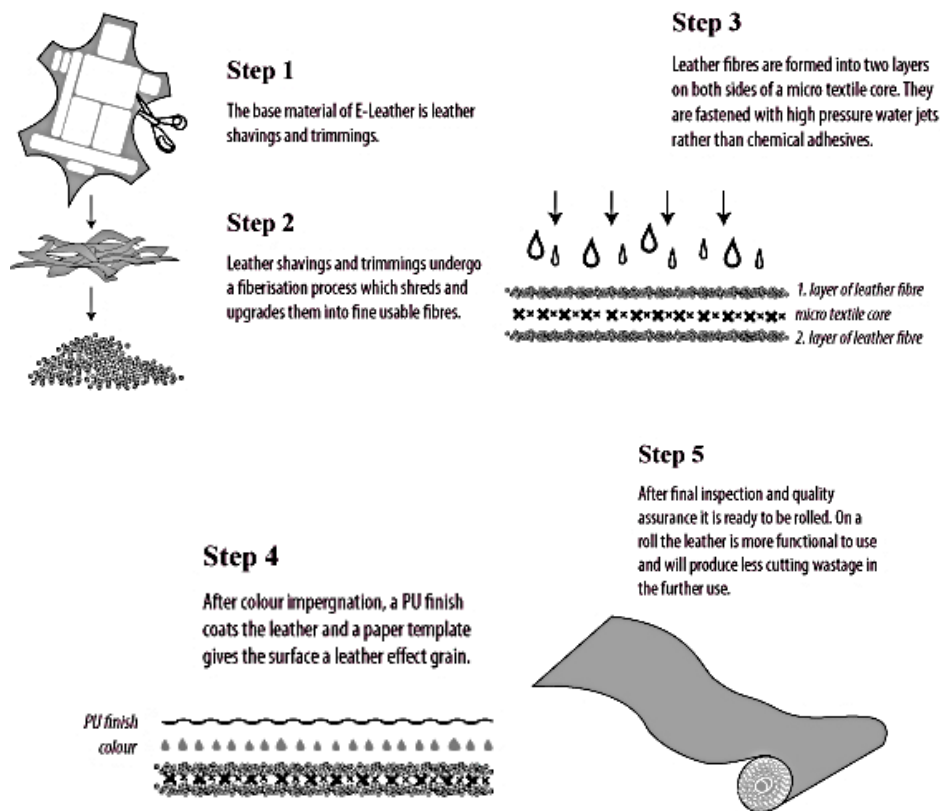 Step 1
The base material of E-Leather is leather
shavings and trimmings.
Step 2
Leather shavings and trimmings undergo
a fiberisation process which shreds and
upgrades them into fine usable fibres.
Step 3
Leather fibres are formed into two layers
on both sides of a micro textile core. They
are fastened with high pressure water jets
rather than chemical adhesives.
1. layer of leather fibre
micro textile core
2. layer of leather fibre
Step 4
After colour impergnation, a PU finish
coats the leather and a paper template
gives the surface a leather effect grain.
PU finish
colour
Step 5
After final inspection and quality
assurance it is ready to be rolled. On a
roll the leather is more functional to use
and will produce less cutting wastage in
the further use.